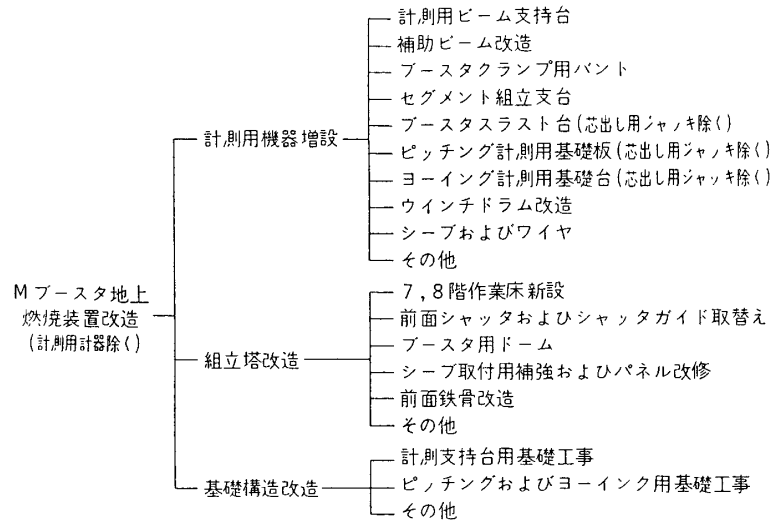 計測用ビーム支持台
補助ビーム改造
ブースタクランプ用バント
セグメント組立支台
計測用機器増設
ブースタスラスト台(芯出し用ジャッキ除く)
ピッチング計測用基礎板(芯出し用ジャッキ除く)
ヨーイング計測用基礎台(芯出し用ジャッキ除く)
ウインチドラム改造
シーブおよびワイヤ
その他
Mブースタ地上
燃焼装置改造
(計測用計器除く)
7,8階作業床新設
前面シャッタおよびシャッタガイド取替え
ブースタ用ドーム
組立塔改造
シーブ取付用補強およびパネル改修
前面鉄骨改造
その他
計測支持台用基礎工事
基礎構造改造
ピッチングおよびヨーインク用基礎工事
その他